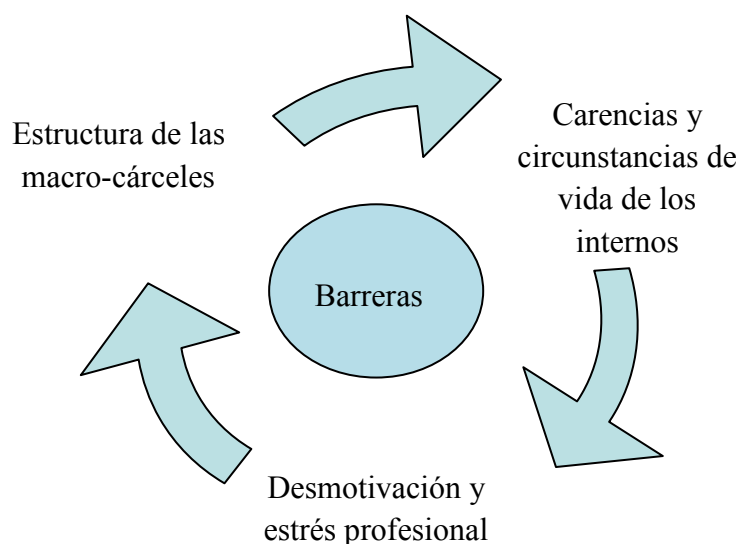 Estructura de las
macro-cárceles
Carencias y
circunstancias de
vida de los
internos
Barreras
Desmotivación y
estrés profesional